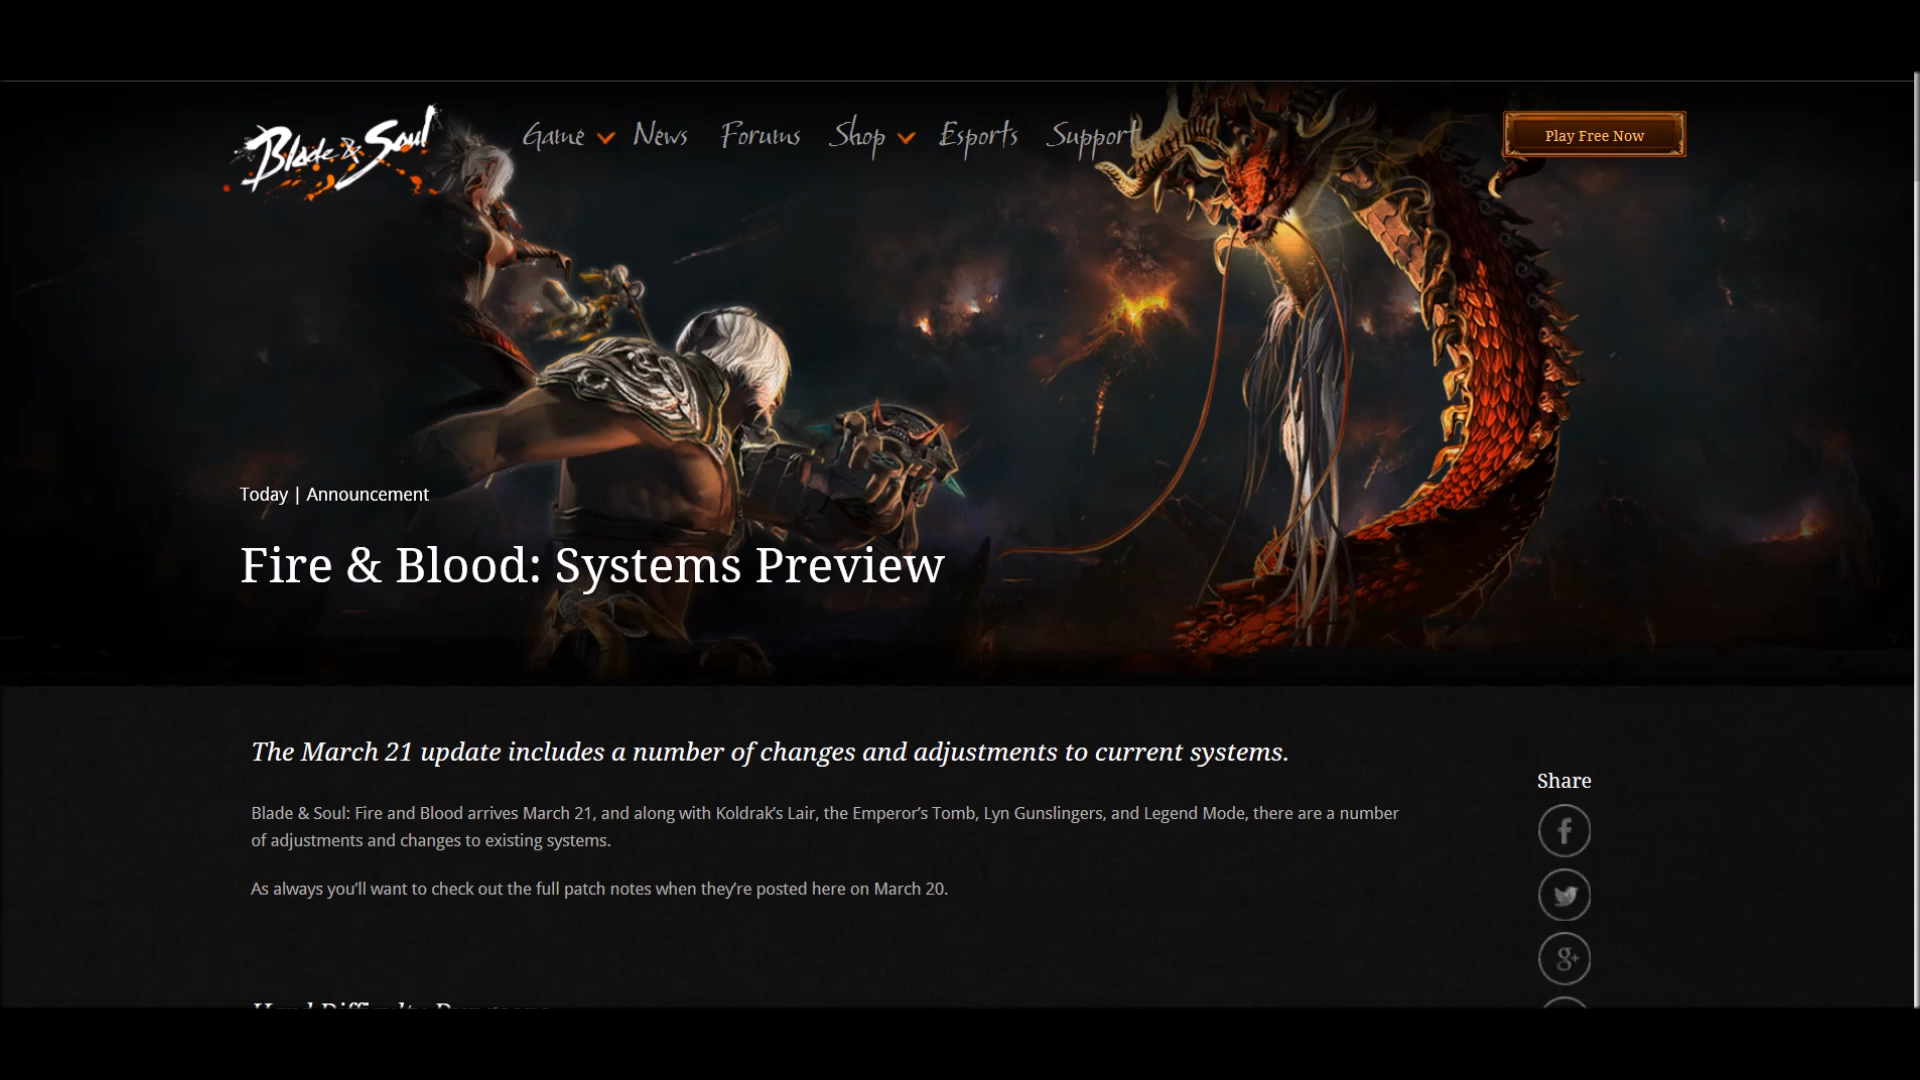 Blade & Soul
Game News Forums Shop Esports Support
Play Free Now
Today | Announcement
Fire & Blood: Systems Preview
The March 21 update includes a number of changes and adjustments to current systems.
Blade & Soul: Fire and Blood arrives March 21, and along with Koldrak’s Lair, the Emperor’s Tomb, Lyn Gunslingers, and Legend Mode, there are a number
of adjustments and changes to existing systems.
As always you’ll want to check out the full patch notes when they’re posted here on March 20.
Share
f
g+